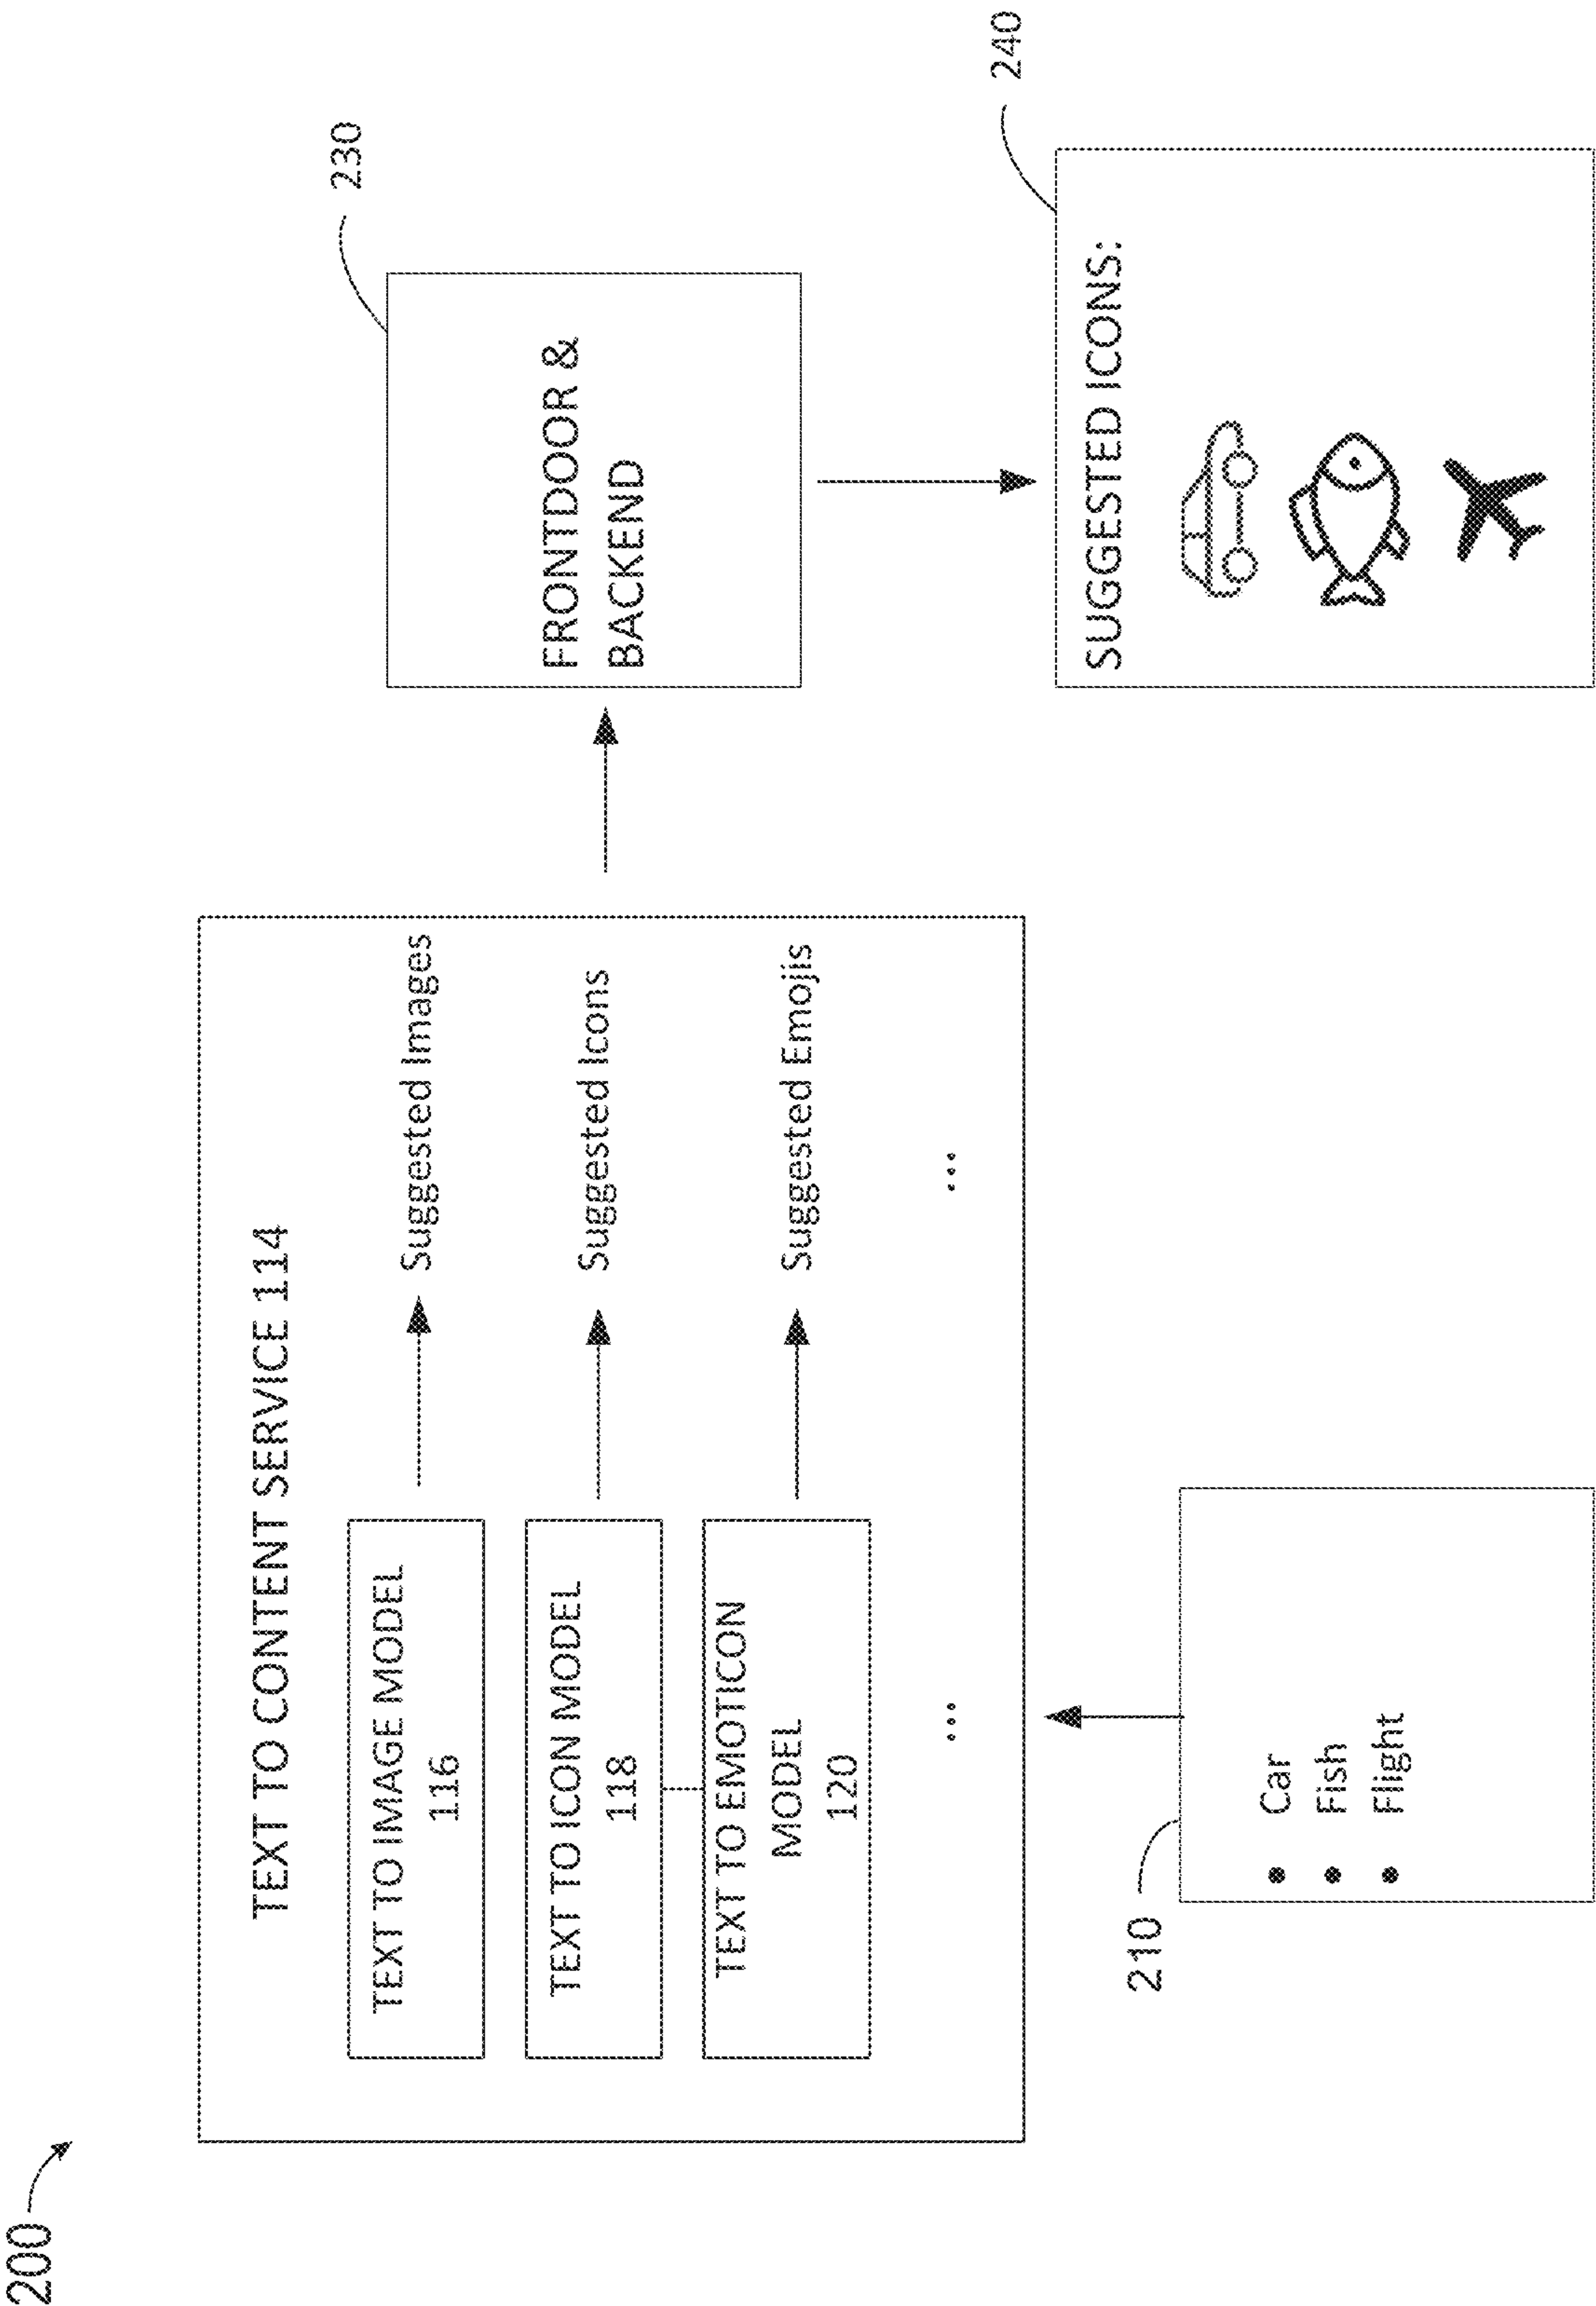 200
TEXT TO CONTENT SERVICE 114
TEXT TO IMAGE MODEL
116
Suggested Images
TEXT TO ICON MODEL
118
Suggested Icons
TEXT TO EMOTICON
MODEL
120
Suggested Emojis
...
...
230
FRONTDOOR &
BACKEND
210
• Car
• Fish
• Flight
240
SUGGESTED ICONS: